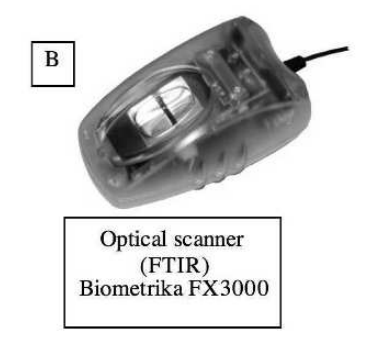 B
Optical scanner
(FTIR)
Biometrika FX3000